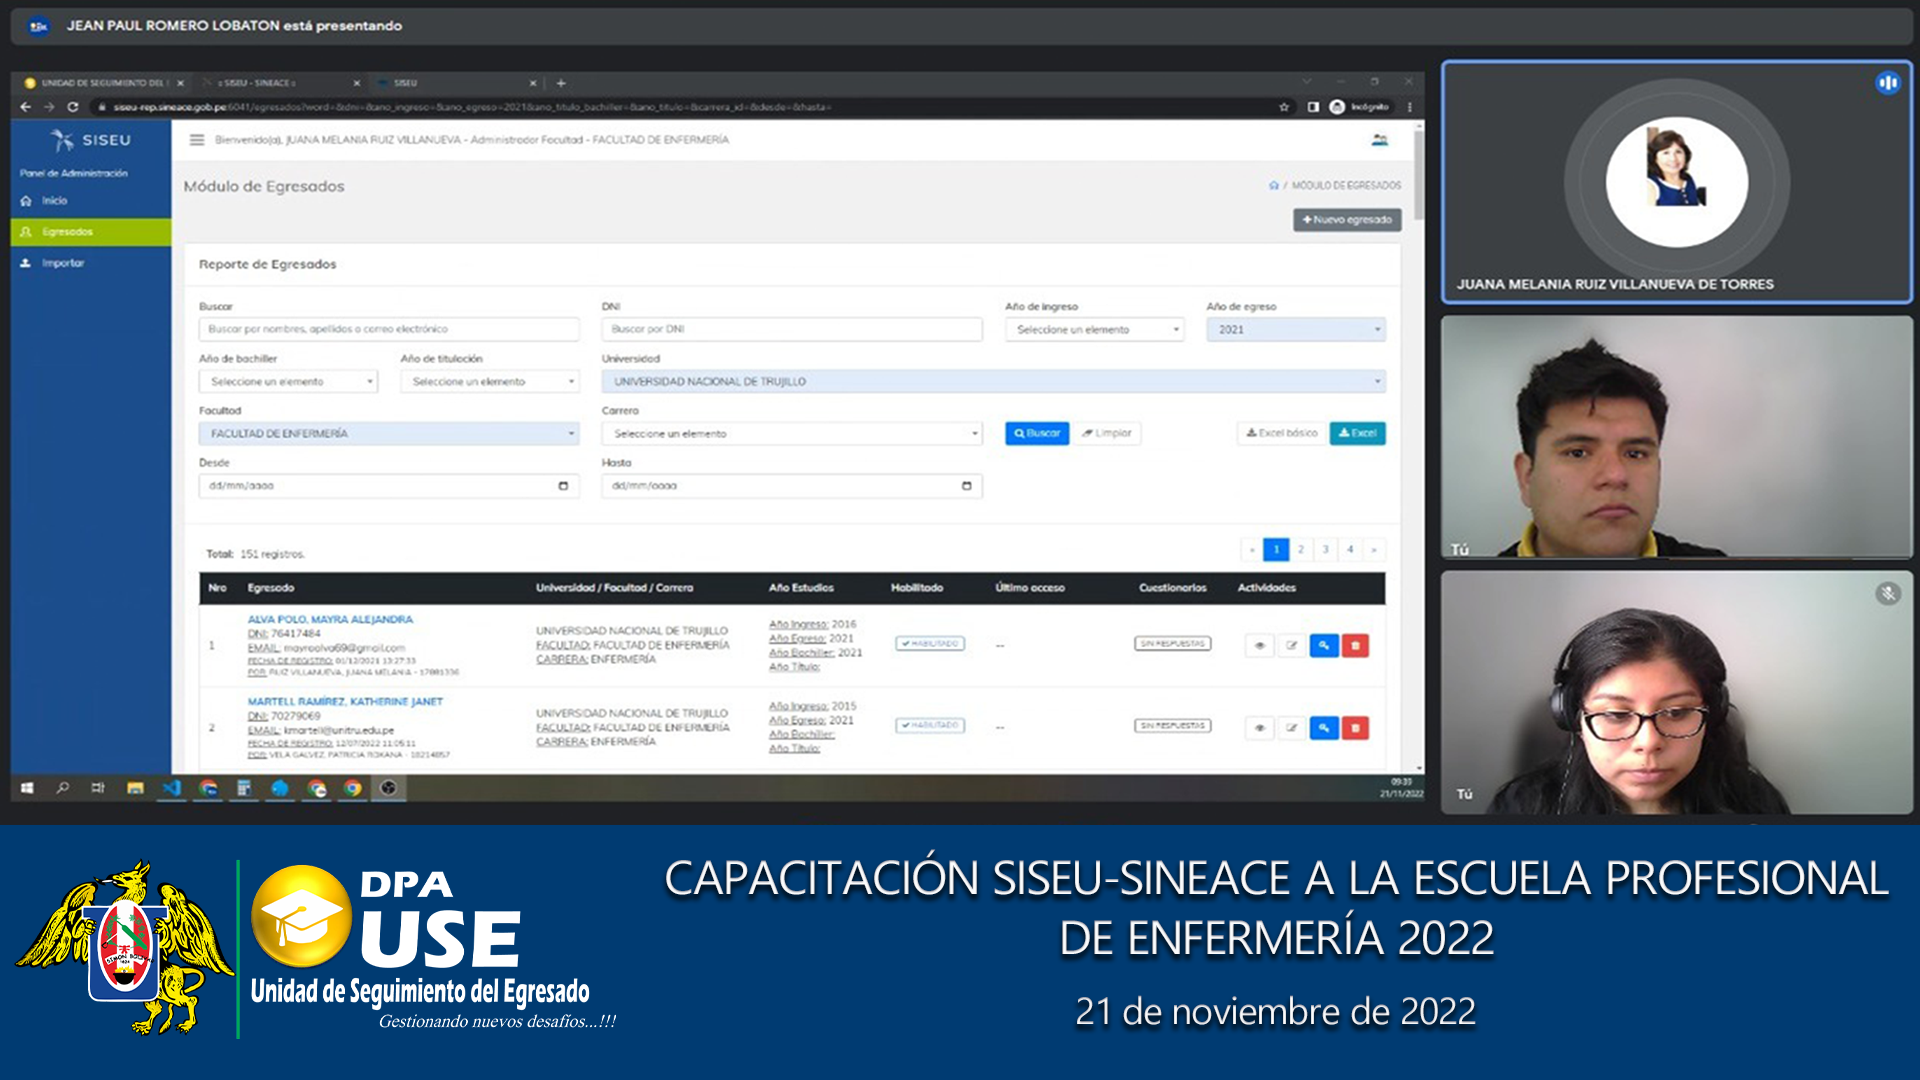 JEAN PAUL ROMERO LOBATON está presentando
UNIDAD DE SEGUIMIENTO DEL
:: SISEU - SINEACE ::
SISEU
siseu-rep.sineace.gob.pe:6041/egresados?word=&dni=&ano_ingreso=&ano_egreso=2021&ano_titulo_bachiller=&ano_titulo=&carrera_id=&desde=&hasta=
Incógnito
SISEU
Bienvenido(a), JUANA MELANIA RUIZ VILLANUEVA - Administrador Facultad - FACULTAD DE ENFERMERÍA
Panel de Administración
Inicio
Egresados
Importar
Módulo de Egresados
/ MÓDULO DE EGRESADOS
+ Nuevo egresado
Reporte de Egresados
Buscar
DNI
Año de ingreso
Año de egreso
Buscar por nombres, apellidos o correo electrónico
Buscar por DNI
Seleccione un elemento
2021
Año de bachiller
Año de titulación
Universidad
Seleccione un elemento
Seleccione un elemento
UNIVERSIDAD NACIONAL DE TRUJILLO
Facultad
Carrera
FACULTAD DE ENFERMERÍA
Seleccione un elemento
Buscar
Limpiar
Excel básico
Excel
Desde
Hasta
dd/mm/aaaa
dd/mm/aaaa
Total: 151 registros.
« 1 2 3 4 »
Nro Egresado Universidad / Facultad / Carrera Año Estudios Habilitado Último acceso Cuestionarios Actividades
1
ALVA POLO, MAYRA ALEJANDRA
DNI: 76417484
EMAIL: mayraalva69@gmail.com
FECHA DE REGISTRO: 01/12/2021 13:27:33
POR: RUIZ VILLANUEVA, JUANA MELANIA - 17881336
UNIVERSIDAD NACIONAL DE TRUJILLO
FACULTAD: FACULTAD DE ENFERMERÍA
CARRERA: ENFERMERÍA
Año Ingreso: 2016
Año Egreso: 2021
Año Bachiller: 2021
Año Título:
HABILITADO
--
SIN RESPUESTAS
2
MARTELL RAMÍREZ, KATHERINE JANET
DNI: 70279069
EMAIL: kmartell@unitru.edu.pe
FECHA DE REGISTRO: 12/07/2022 11:05:11
POR: VELA GALVEZ, PATRICIA ROXANA - 18214857
UNIVERSIDAD NACIONAL DE TRUJILLO
FACULTAD: FACULTAD DE ENFERMERÍA
CARRERA: ENFERMERÍA
Año Ingreso: 2015
Año Egreso: 2021
Año Bachiller:
Año Título:
HABILITADO
--
SIN RESPUESTAS
09:39
21/11/2022
JUANA MELANIA RUIZ VILLANUEVA DE TORRES
Tú
Tú
DPA
USE
Unidad de Seguimiento del Egresado
Gestionando nuevos desafíos...!!!
CAPACITACIÓN SISEU-SINEACE A LA ESCUELA PROFESIONAL
DE ENFERMERÍA 2022
21 de noviembre de 2022